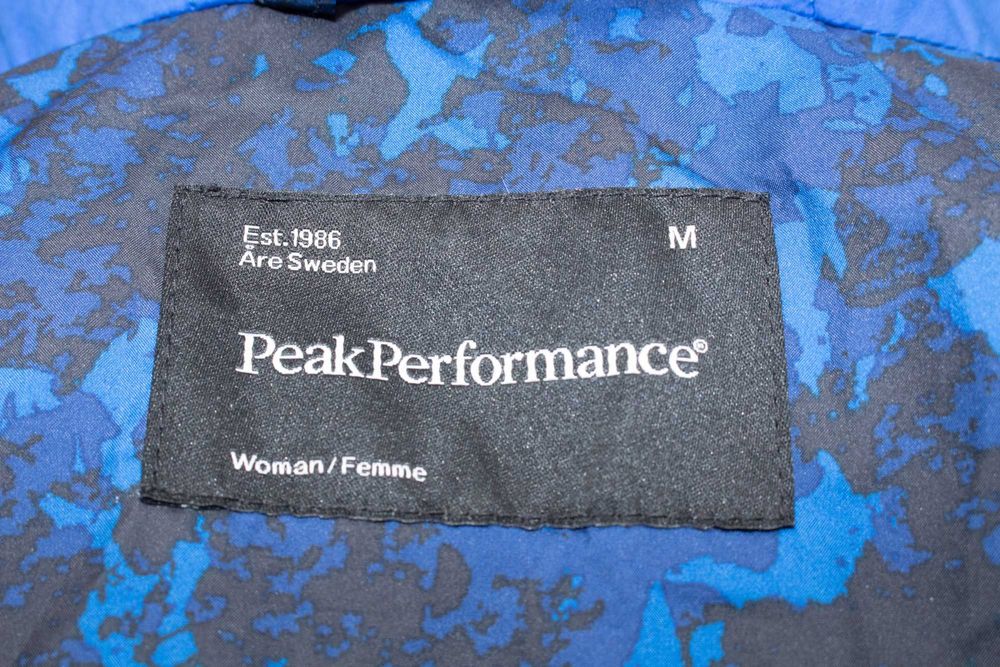 Est.1986
Åre Sweden
M
PeakPerformance®
Woman/Femme